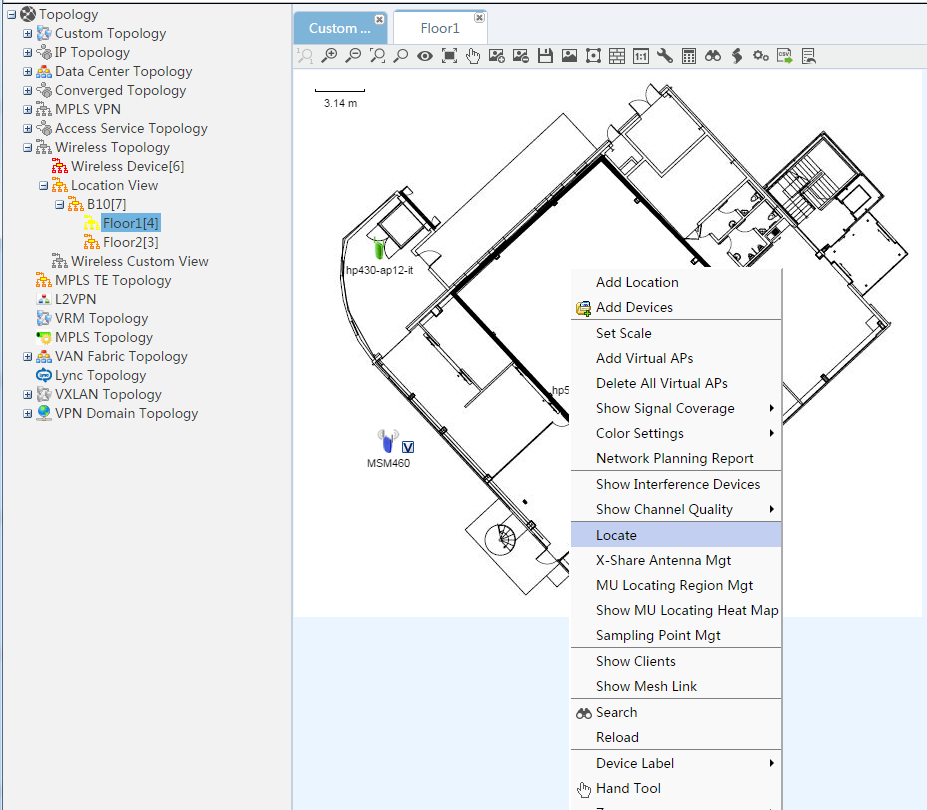 Topology
Custom Topology
IP Topology
Data Center Topology
Converged Topology
MPLS VPN
Access Service Topology
Wireless Topology
Wireless Device[6]
Location View
B10[7]
Floor1[4]
Floor2[3]
Wireless Custom View
MPLS TE Topology
L2VPN
VRM Topology
MPLS Topology
VAN Fabric Topology
Lync Topology
VXLAN Topology
VPN Domain Topology
Custom ...
Floor1
1:1
CSV
3.14 m
hp430-ap12-it
hp5
V
MSM460
Add Location
Add Devices
Set Scale
Add Virtual APs
Delete All Virtual APs
Show Signal Coverage
Color Settings
Network Planning Report
Show Interference Devices
Show Channel Quality
Locate
X-Share Antenna Mgt
MU Locating Region Mgt
Show MU Locating Heat Map
Sampling Point Mgt
Show Clients
Show Mesh Link
Search
Reload
Device Label
Hand Tool